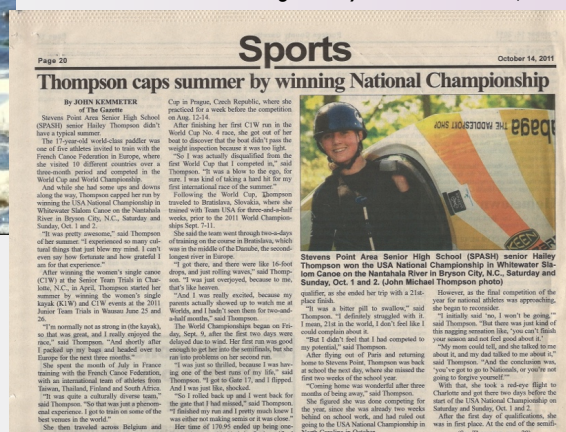 Page 20
Sports
October 14, 2011
Thompson caps summer by winning National Championship
By JOHN KEMMETER
of The Gazette
Stevens Point Area Senior High School
(SPASH) senior Hailey Thompson didn't
have a typical summer.
The 17-year-old world-class paddler was
one of five athletes invited to train with the
French Canoe Federation in Europe, where
she visited 10 different countries over a
three-month period and competed in the
World Cup and World Championship.
And while she had some ups and downs
along the way, Thompson capped her run by
winning the USA National Championship in
Whitewater Slalom Canoe on the Nantahala
River in Bryson City, N.C., Saturday and
Sunday, Oct. 1 and 2.
"It was pretty awesome," said Thompson
of her summer. "I experienced so many cul-
tural things that just blew my mind. I can't
even say how fortunate and how grateful I
am for that experience."
After winning the women's single canoe
(C1W) at the Senior Team Trials in Char-
lotte, N.C., in April, Thompson started her
summer by winning the women's single
kayak (K1W) and C1W events at the 2011
Junior Team Trials in Wausau June 25 and
26.
"I'm normally not as strong in (the kayak),
so that was great, and I really enjoyed the
race," said Thompson. "And shortly after
I packed my bags and headed over to
Europe for the next three months."
She spent the month of July in France
training with the French Canoe Federation,
with an international team of athletes from
Taiwan, Thailand, Finland and South Africa.
"It was quite a culturally diverse team,"
said Thompson. "So that was just a phenom-
enal experience. I got to train on some of the
best venues in the world."
She then traveled across Belgium and
Cup in Prague, Czech Republic, where she
practiced for a week before the competition
on Aug. 12-14.
After finishing her first C1W run in the
World Cup No. 4 race, she got out of her
boat to discover that the boat didn't pass the
weight inspection because it was too light.
"So I was actually disqualified from the
first World Cup that I competed in," said
Thompson. "It was a blow to the ego, for
sure. I was kind of taking a hard hit for my
first international race of the summer."
Following the World Cup, Thompson
traveled to Bratislava, Slovakia, where she
trained with Team USA for three-and-a-half
weeks, prior to the 2011 World Champion-
ships Sept. 7-11.
She said the team went through two-a-days
of training on the course in Bratislava, which
was in the middle of the Danube, the second-
longest river in Europe.
"I got there, and there were like 16-foot
drops, and just rolling waves," said Thomp-
son. "I was just overjoyed, because to me,
that's like heaven.
"And I was really excited, because my
parents actually showed up to watch me at
Worlds, and I hadn't seen them for two-and-
a-half months," said Thompson.
The World Championships began on Fri-
day, Sept. 9, after the first two days were
delayed due to wind. Her first run was good
enough to get her into the semifinals, but she
ran into problems on her second run.
"I was just so thrilled, because I was hav-
ing one of the best runs of my life," said
Thompson. "I got to Gate 17, and I flipped.
And I was just like, shocked.
"So I rolled back up and I went back for
the gate that I had missed," said Thompson.
"I finished my run and I pretty much knew I
was either not making semis or it was close."
Her time of 170.95 ended up being one-
THE PADDLESPORT SHOP
Stevens Point Area Senior High School (SPASH) senior Hailey
Thompson won the USA National Championship in Whitewater Sla-
lom Canoe on the Nantahala River in Bryson City, N.C., Saturday and
Sunday, Oct. 1 and 2. (John Michael Thompson photo)
qualifier, as she ended her trip with a 21st-
place finish.
"It was a bitter pill to swallow," said
Thompson. "I definitely struggled with it.
I mean, 21st in the world, I don't feel like I
could complain about it.
"But I didn't feel that I had competed to
my potential," said Thompson.
After flying out of Paris and returning
home to Stevens Point, Thompson was back
at school the next day, where she missed the
first two weeks of the school year.
"Coming home was wonderful after three
months of being away," said Thompson.
She figured she was done competing for
the year, since she was already two weeks
behind on school work, and had ruled out
going to the National Championship in
North Carolina in October.
However, as the final competition of the
year for national athletes was approaching,
she began to reconsider.
"I initially said 'no, I won't be going,'"
said Thompson. "But there was just kind of
this nagging sensation like, 'you can't finish
your season and not feel good about it.'
"My mom could tell, and she talked to me
about it, and my dad talked to me about it,"
said Thompson. "And the conclusion was,
'you've got to go to Nationals, or you're not
going to forgive yourself.'"
With that, she took a red-eye flight to
Charlotte and got there two days before the
start of the USA National Championship on
Saturday and Sunday, Oct. 1 and 2.
After the first day of qualifications, she
was in first place. At the end of the semifi-